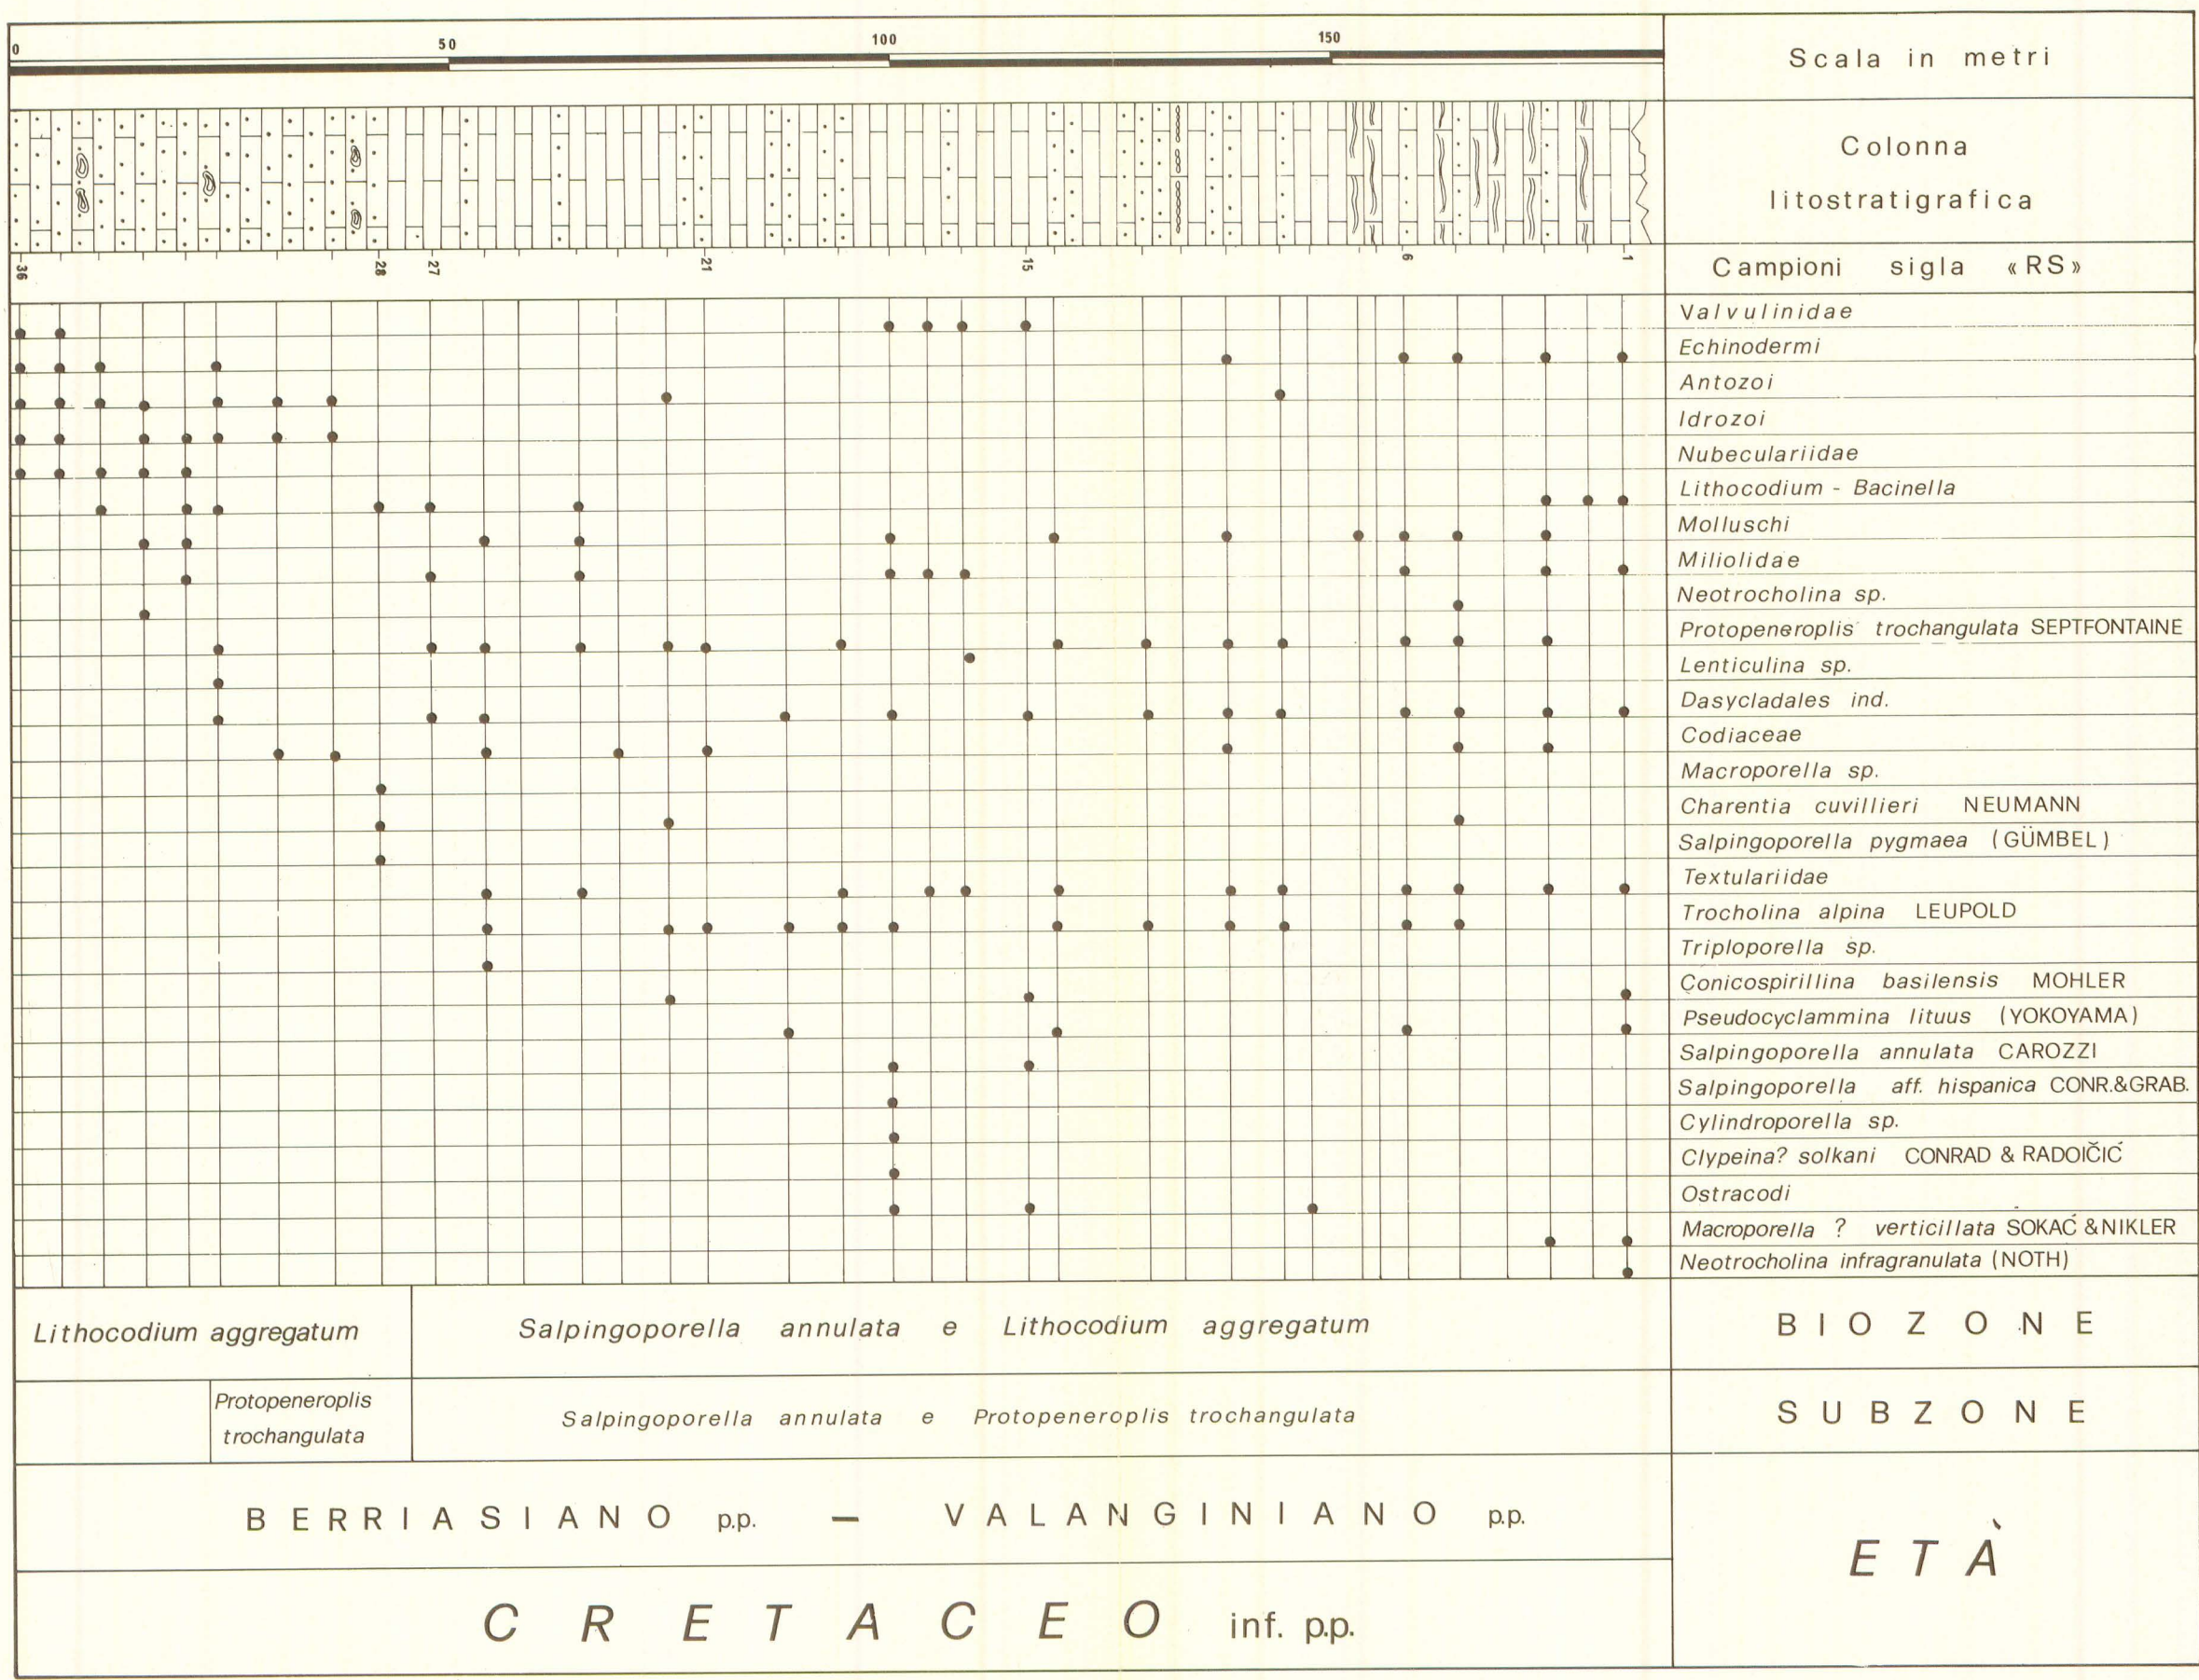 0 50 100 150
Scala in metri
Colonna
litostratigrafica
36 28 27 21 15 6 1
Campioni sigla «RS»
Valvulinidae
Echinodermi
Antozoi
Idrozoi
Nubeculariidae
Lithocodium - Bacinella
Molluschi
Miliolidae
Neotrocholina sp.
Protopeneroplis trochangulata SEPTFONTAINE
Lenticulina sp.
Dasycladales ind.
Codiaceae
Macroporella sp.
Charentia cuvillieri NEUMANN
Salpingoporella pygmaea (GÜMBEL)
Textulariidae
Trocholina alpina LEUPOLD
Triploporella sp.
Conicospirillina basilensis MOHLER
Pseudocyclammina lituus (YOKOYAMA)
Salpingoporella annulata CAROZZI
Salpingoporella aff. hispanica CONR.&GRAB.
Cylindroporella sp.
Clypeina? solkani CONRAD & RADOIČIĆ
Ostracodi
Macroporella ? verticillata SOKAĆ & NIKLER
Neotrocholina infragranulata (NOTH)
Lithocodium aggregatum
Salpingoporella annulata e Lithocodium aggregatum
BIOZONE
Protopeneroplis
trochangulata
Salpingoporella annulata e Protopeneroplis trochangulata
SUBZONE
BERRIASIANO p.p. — VALANGINIANO p.p.
ETÀ
CRETACEO inf. p.p.